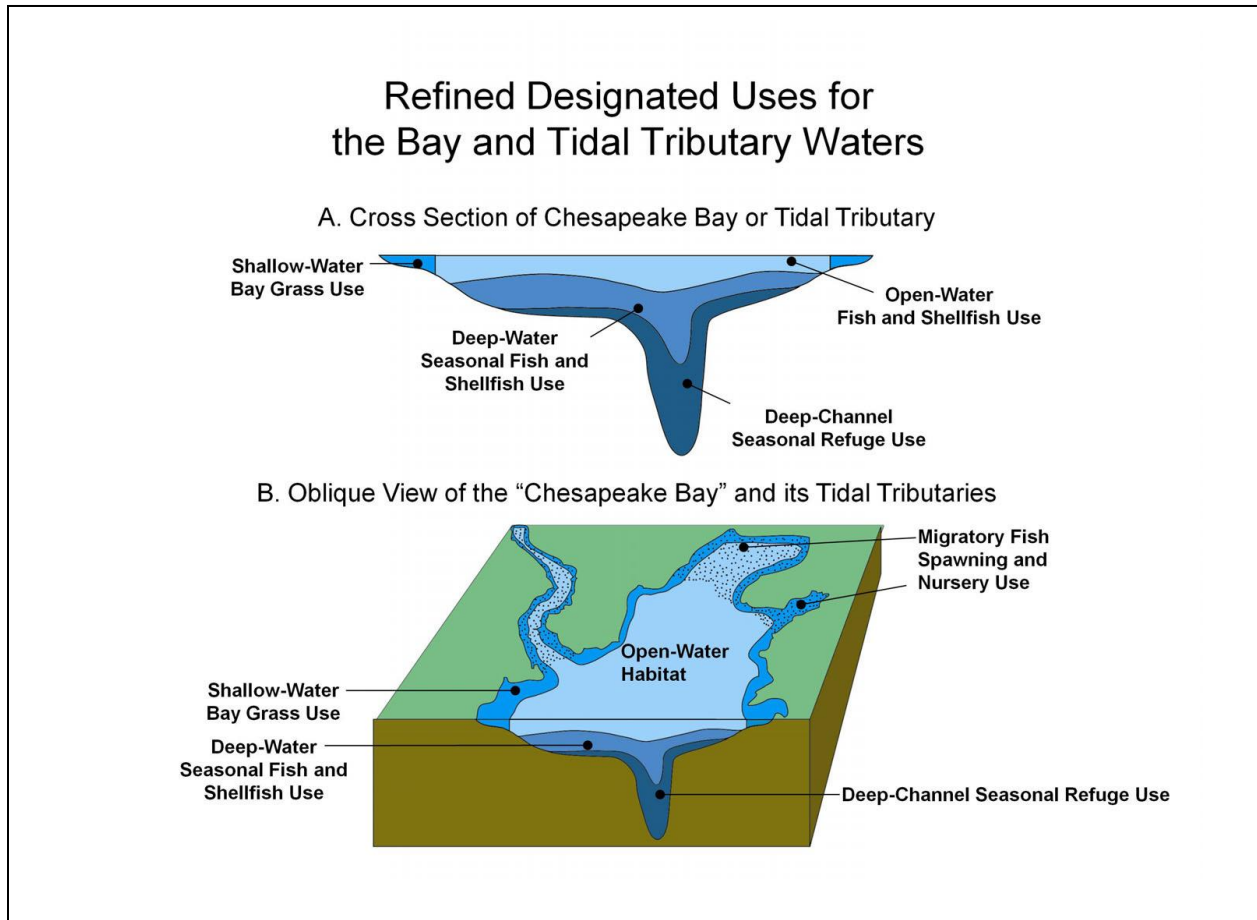 Refined Designated Uses for
the Bay and Tidal Tributary Waters
A. Cross Section of Chesapeake Bay or Tidal Tributary
Shallow-Water
Bay Grass Use
Open-Water
Fish and Shellfish Use
Deep-Water
Seasonal Fish and
Shellfish Use
Deep-Channel
Seasonal Refuge Use
B. Oblique View of the “Chesapeake Bay” and its Tidal Tributaries
Migratory Fish
Spawning and
Nursery Use
Open-Water
Habitat
Shallow-Water
Bay Grass Use
Deep-Water
Seasonal Fish and
Shellfish Use
Deep-Channel Seasonal Refuge Use